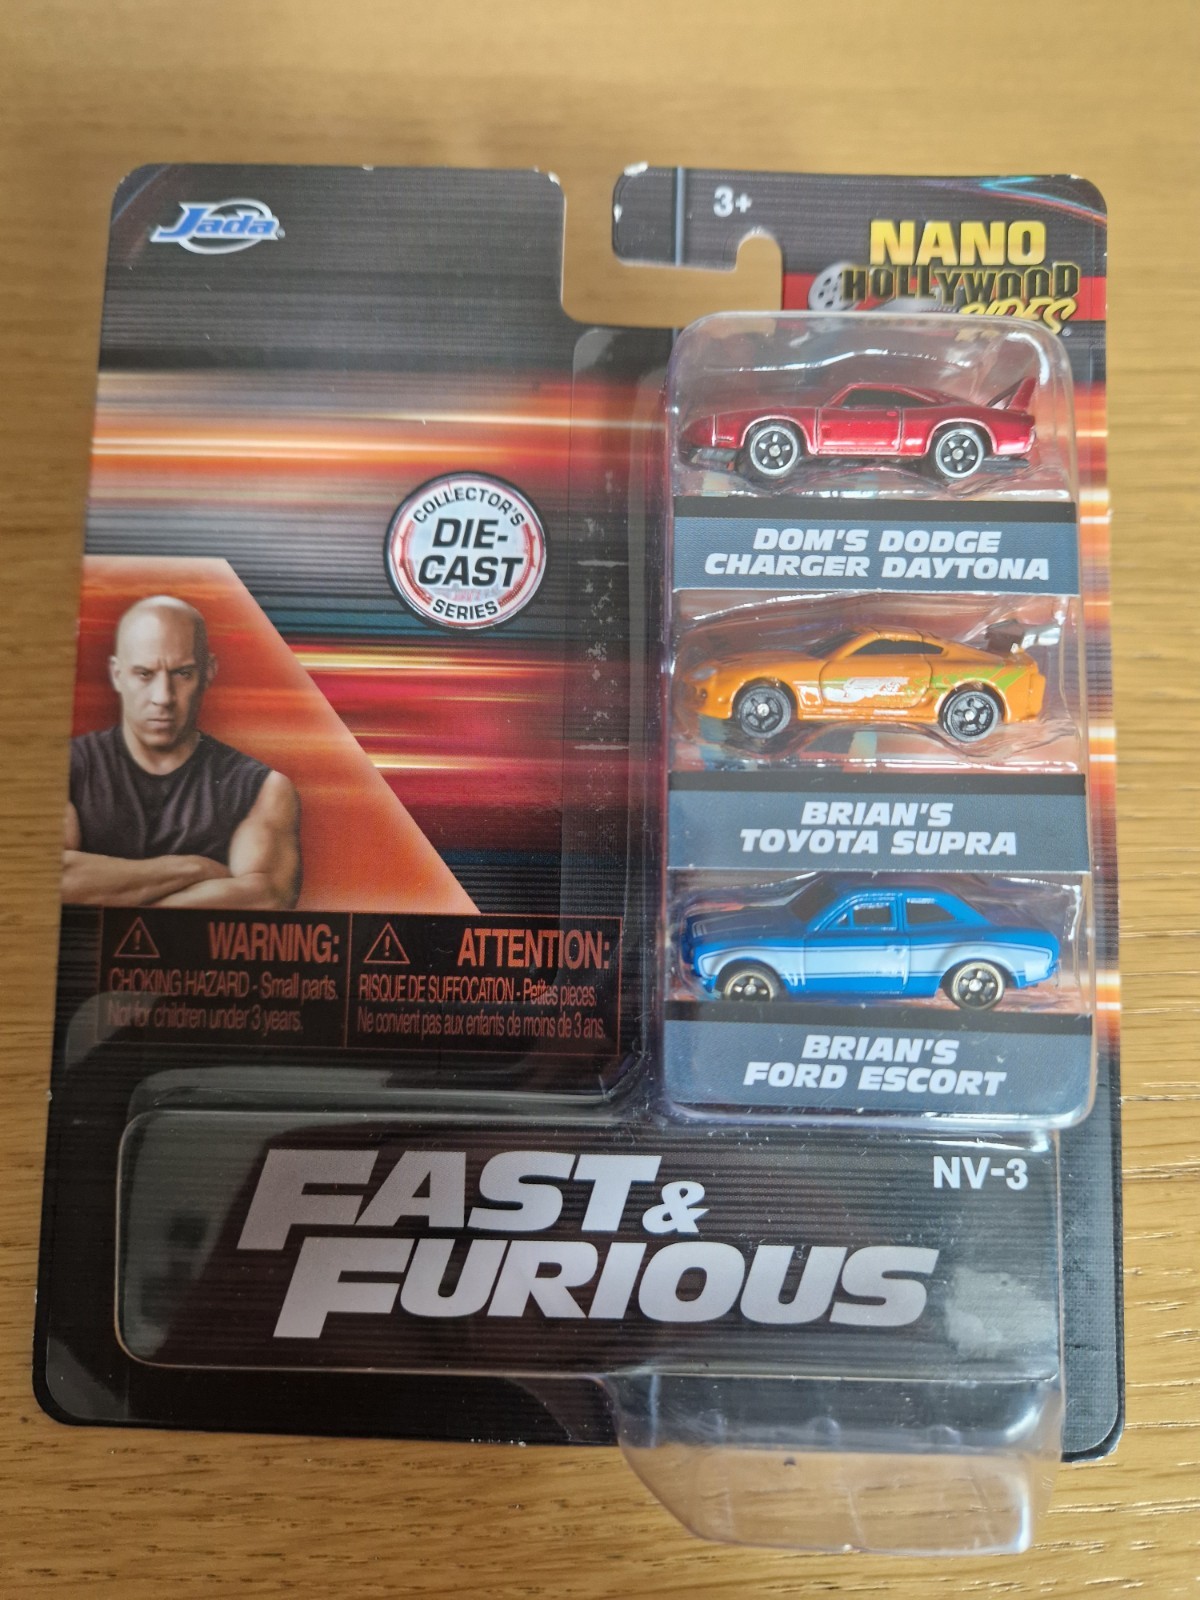 Jada
3+
NANO
HOLLYWOOD
RIDES
COLLECTOR'S
DIE-
CAST
SERIES
DOM'S DODGE
CHARGER DAYTONA
BRIAN'S
TOYOTA SUPRA
BRIAN'S
FORD ESCORT
WARNING:
CHOKING HAZARD - Small parts.
Not for children under 3 years.
ATTENTION:
RISQUE DE SUFFOCATION - Petites pièces.
Ne convient pas aux enfants de moins de 3 ans.
NV-3
FAST &
FURIOUS